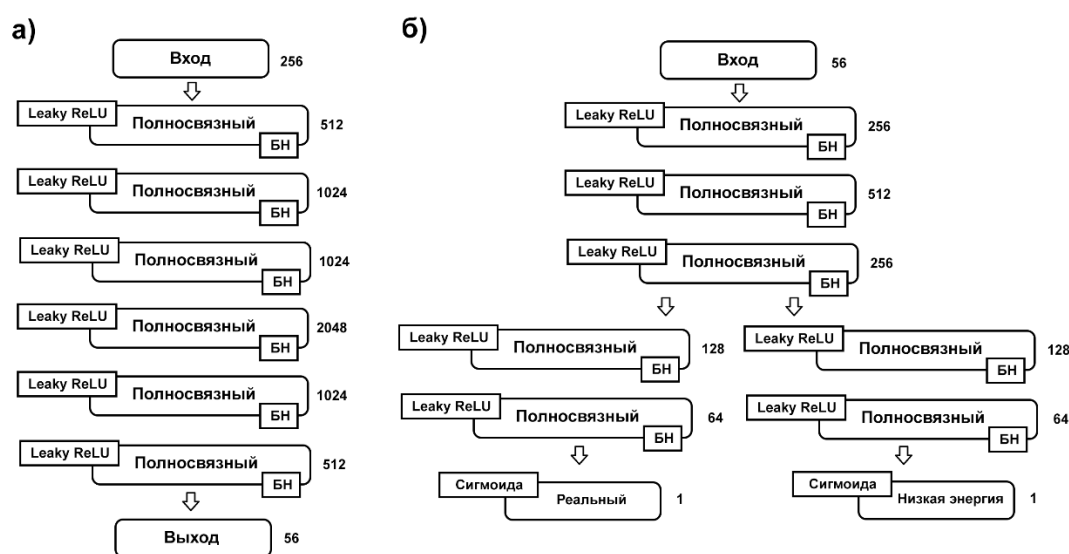 а)
Вход
256
Leaky ReLU
Полносвязный
БН
512
Leaky ReLU
Полносвязный
БН
1024
Leaky ReLU
Полносвязный
БН
1024
Leaky ReLU
Полносвязный
БН
2048
Leaky ReLU
Полносвязный
БН
1024
Leaky ReLU
Полносвязный
БН
512
Выход
56
б)
Вход
56
Leaky ReLU
Полносвязный
БН
256
Leaky ReLU
Полносвязный
БН
512
Leaky ReLU
Полносвязный
БН
256
Leaky ReLU
Полносвязный
БН
128
Leaky ReLU
Полносвязный
БН
64
Сигмоида
Реальный
1
Leaky ReLU
Полносвязный
БН
128
Leaky ReLU
Полносвязный
БН
64
Сигмоида
Низкая энергия
1